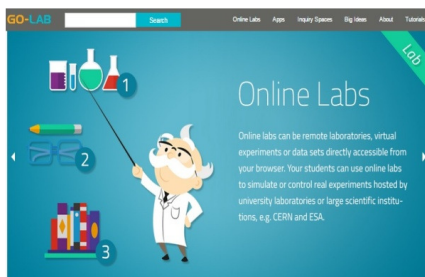 GO-LAB Search Online Labs Apps Inquiry Spaces Big Ideas About Tutorials
Lab
Online Labs
1
Online labs can be remote laboratories, virtual
experiments or data sets directly accessible from
your browser. Your students can use online labs
to simulate or control real experiments hosted by
university laboratories or large scientific institu-
tions, e.g. CERN and ESA.
2
3